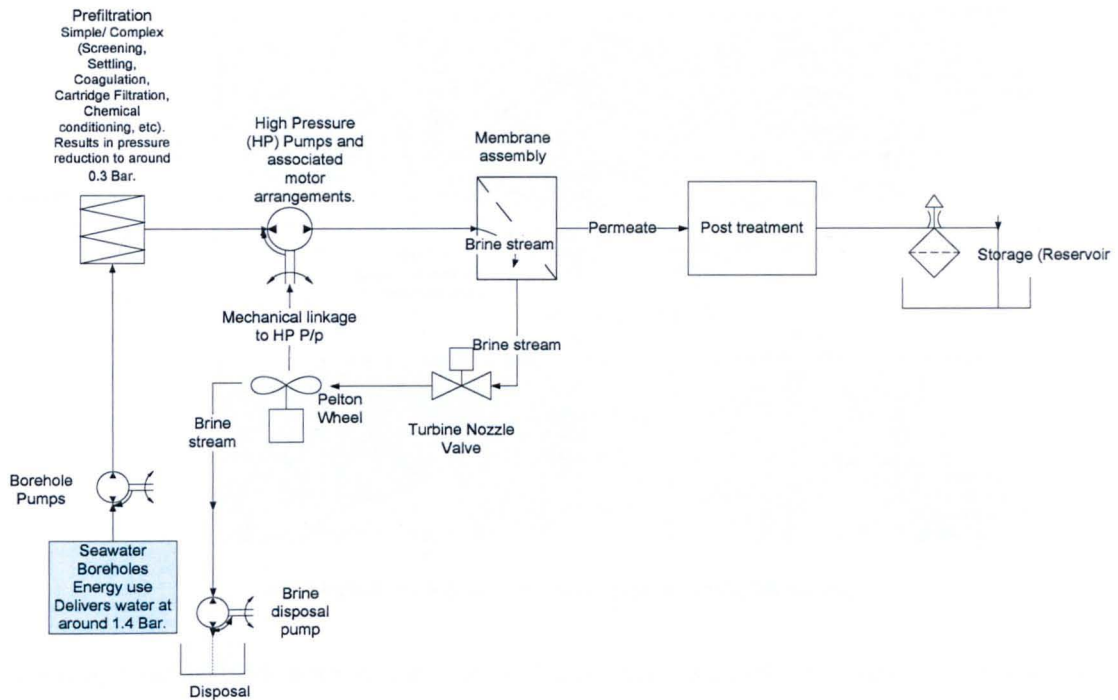 Prefiltration
Simple/ Complex
(Screening,
Settling,
Coagulation,
Cartridge Filtration,
Chemical
conditioning, etc).
Results in pressure
reduction to around
0.3 Bar.
High Pressure
(HP) Pumps and
associated
motor
arrangements.
Membrane
assembly
Brine stream
Permeate
Post treatment
Storage (Reservoir
Mechanical linkage
to HP P/p
Brine stream
Pelton
Wheel
Turbine Nozzle
Valve
Brine
stream
Borehole
Pumps
Seawater
Boreholes
Energy use
Delivers water at
around 1.4 Bar.
Brine
disposal
pump
Disposal